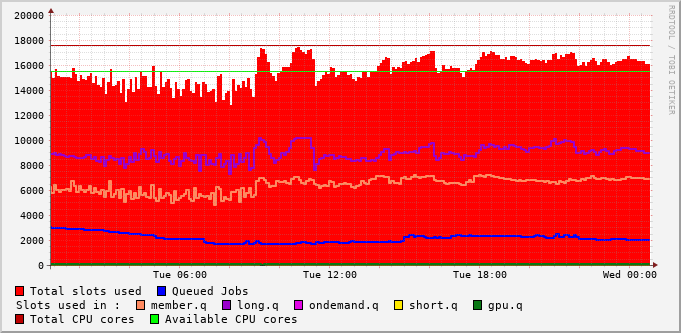 20000
18000
16000
14000
12000
10000
8000
6000
4000
2000
0
Tue 06:00 Tue 12:00 Tue 18:00 Wed 00:00
RRDTOOL / TOBI OETIKER
Total slots used Queued Jobs
Slots used in : member.q long.q ondemand.q short.q gpu.q
Total CPU cores Available CPU cores